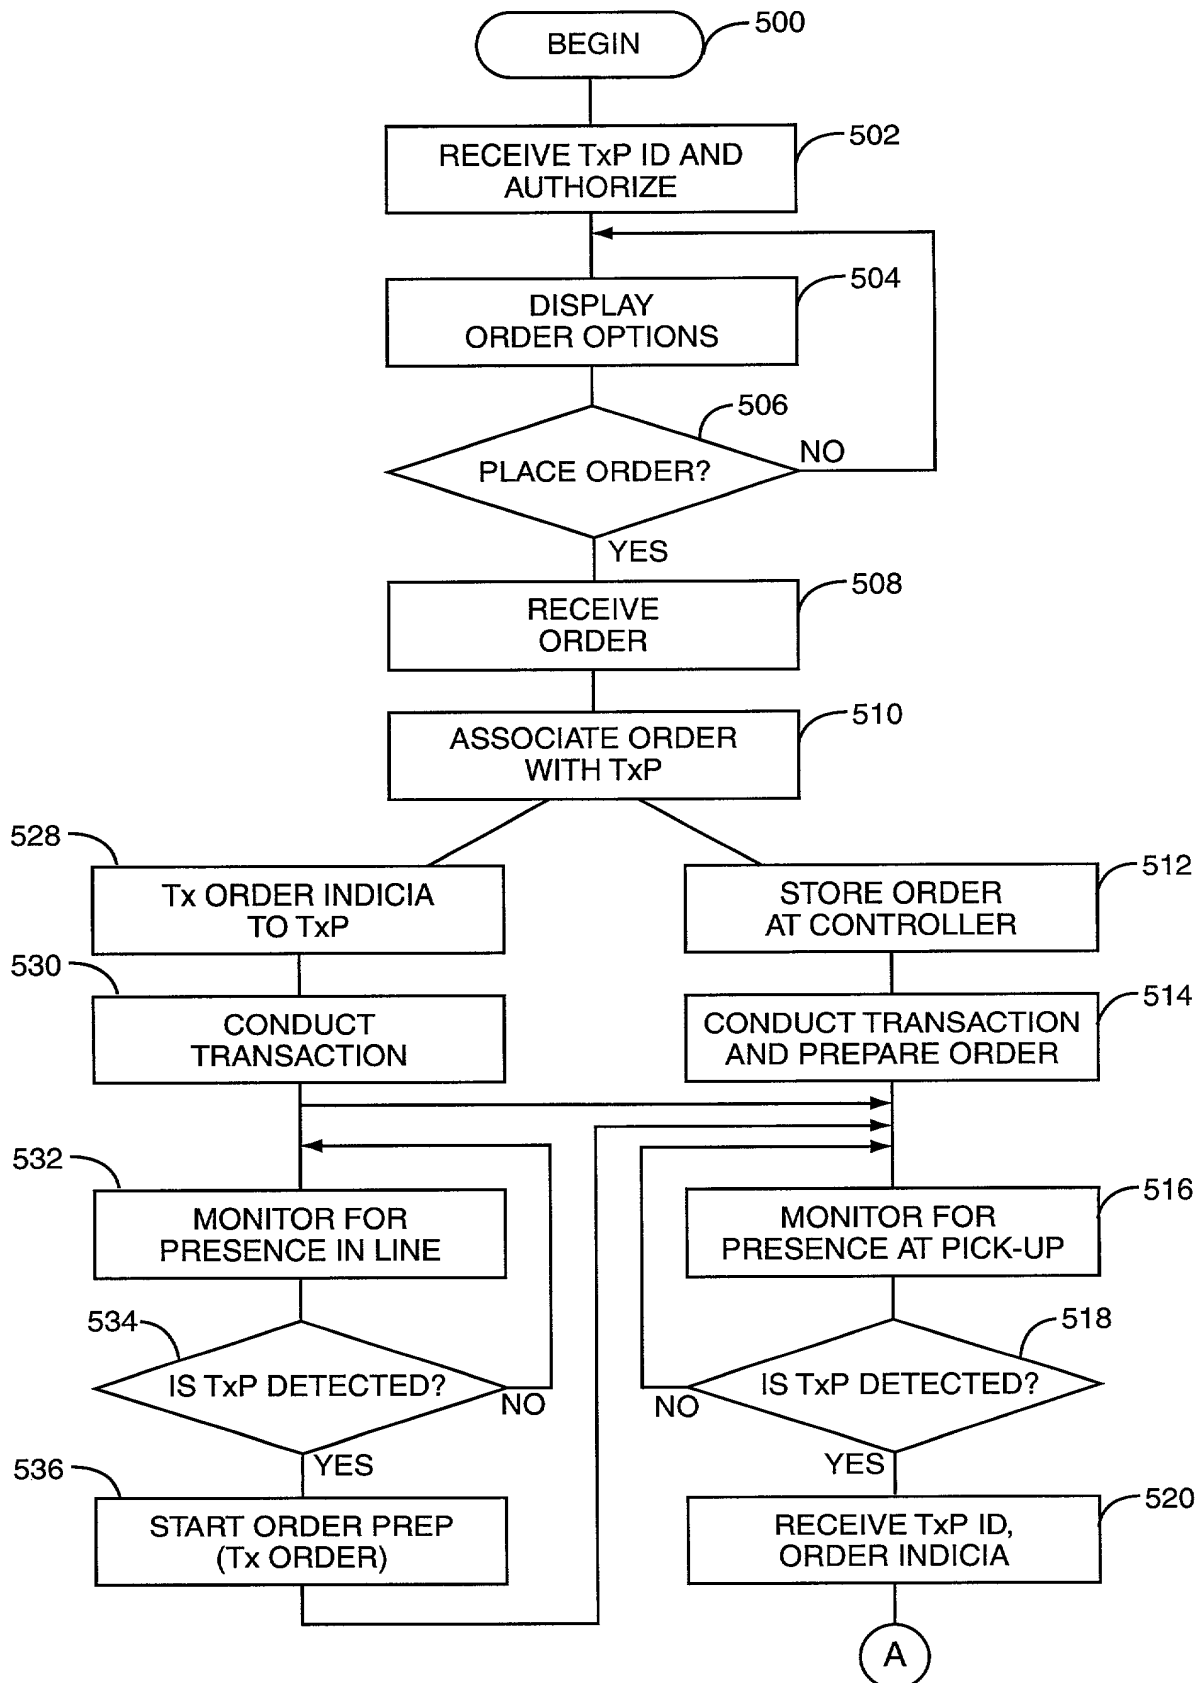 BEGIN
500
RECEIVE TxP ID AND
AUTHORIZE
502
DISPLAY
ORDER OPTIONS
504
PLACE ORDER?
506
NO
YES
RECEIVE
ORDER
508
ASSOCIATE ORDER
WITH TxP
510
528
Tx ORDER INDICIA
TO TxP
STORE ORDER
AT CONTROLLER
512
530
CONDUCT
TRANSACTION
CONDUCT TRANSACTION
AND PREPARE ORDER
514
532
MONITOR FOR
PRESENCE IN LINE
MONITOR FOR
PRESENCE AT PICK-UP
516
534
IS TxP DETECTED?
NO
YES
518
IS TxP DETECTED?
NO
YES
536
START ORDER PREP
(Tx ORDER)
RECEIVE TxP ID,
ORDER INDICIA
520
A